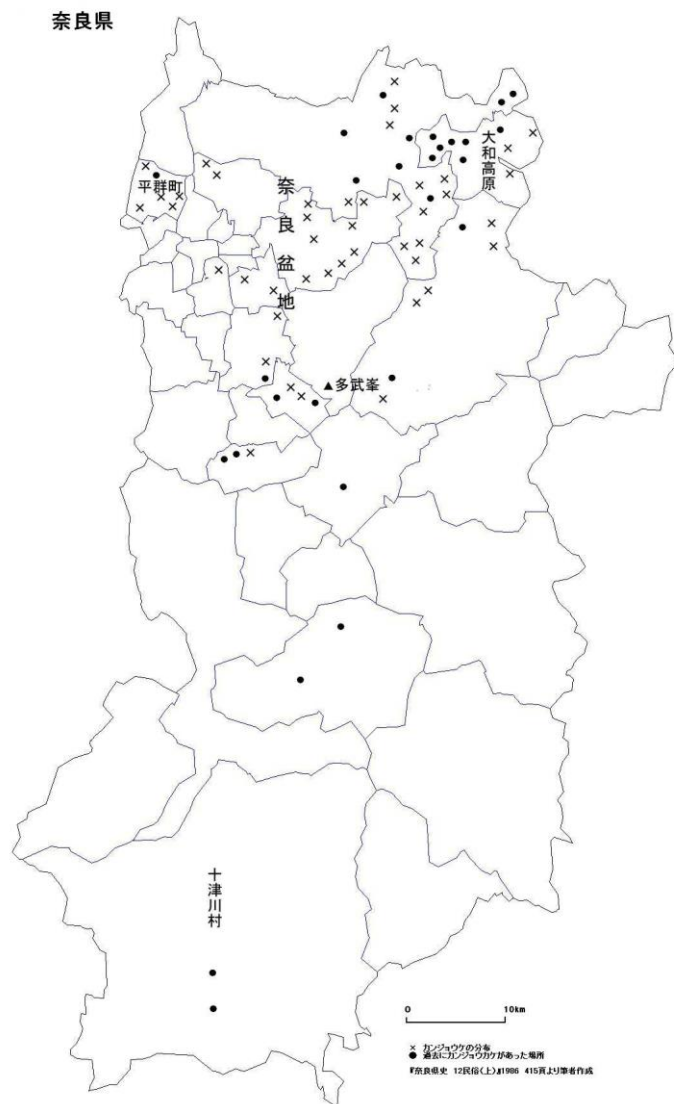 奈良県
大和高原
平群町
奈良盆地
▲多武峯
十津川村
0 10km
× カンジョウケの分布
● 過去にカンジョウカケがあった場所
『奈良県史 12民俗(上)』1986 415頁より筆者作成